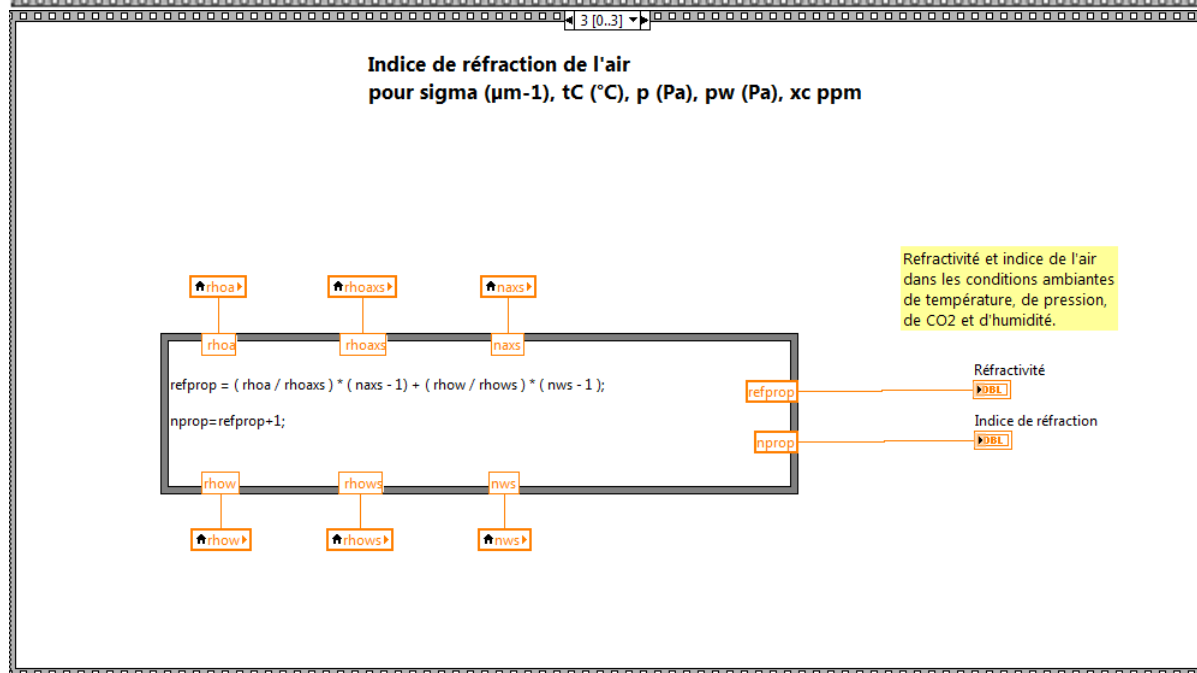 3 [0..3]
Indice de réfraction de l'air
pour sigma (µm-1), tC (°C), p (Pa), pw (Pa), xc ppm
Refractivité et indice de l'air
dans les conditions ambiantes
de température, de pression,
de CO2 et d'humidité.
rhoa rhoaxs naxs
rhoa rhoaxs naxs
refprop = ( rhoa / rhoaxs ) * ( naxs - 1) + ( rhow / rhows ) * ( nws - 1 );
nprop=refprop+1;
refprop
nprop
Réfractivité
DBL
Indice de réfraction
DBL
rhow rhows nws
rhow rhows nws